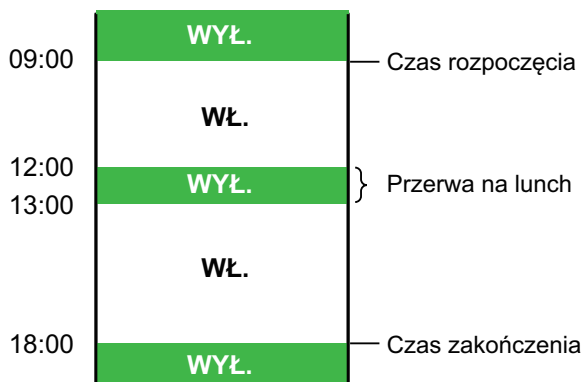 WYŁ.
09:00
Czas rozpoczęcia
WŁ.
12:00
WYŁ.
Przerwa na lunch
13:00
WŁ.
18:00
Czas zakończenia
WYŁ.